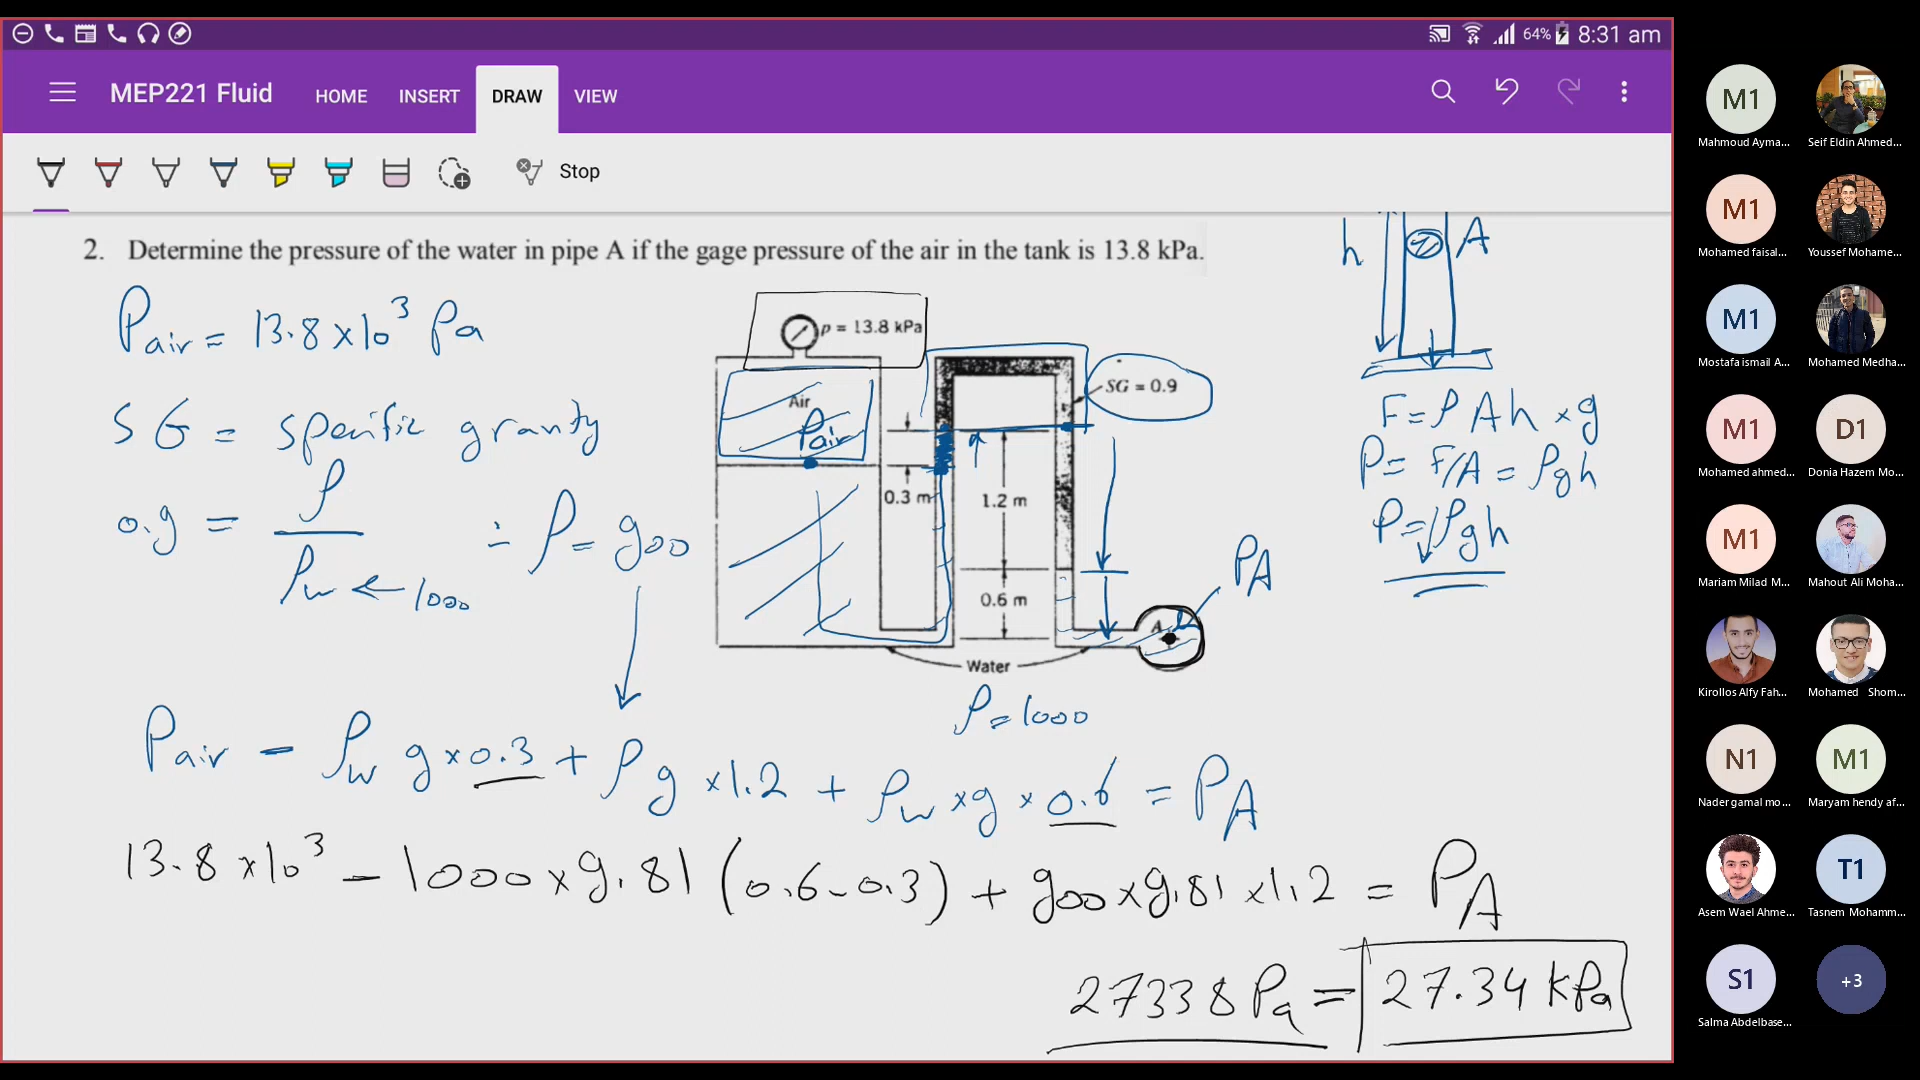 64% 8:31 am
MEP221 Fluid HOME INSERT DRAW VIEW
Stop
2. Determine the pressure of the water in pipe A if the gage pressure of the air in the tank is 13.8 kPa.
Pair = 13.8 x10³ Pa
SG = specific gravity
0.9 = ρ / ρw ← 1000 ∴ ρ = 900
p = 13.8 kPa
Air
Pair
SG = 0.9
0.3 m
1.2 m
0.6 m
A
PA
Water
ρ = 1000
h A
F = ρ A h × g
P = F/A = ρgh
P = ρgh
Pair - ρw g × 0.3 + ρg × 1.2 + ρw × g × 0.6 = PA
13.8 x10³ - 1000 x 9.81 (0.6 - 0.3) + 900 x 9.81 x 1.2 = PA
27338 Pa = 27.34 kPa
M1
Mahmoud Ayma...
Seif Eldin Ahmed...
M1
Mohamed faisal...
Youssef Mohame...
M1
Mostafa ismail A...
Mohamed Medha...
M1
Mohamed ahmed...
D1
Donia Hazem Mo...
M1
Mariam Milad M...
Mahout Ali Moha...
Kirollos Alfy Fah...
Mohamed Shom...
N1
Nader gamal mo...
M1
Maryam hendy af...
Asem Wael Ahme...
T1
Tasnem Mohamm...
S1
Salma Abdelbase...
+3